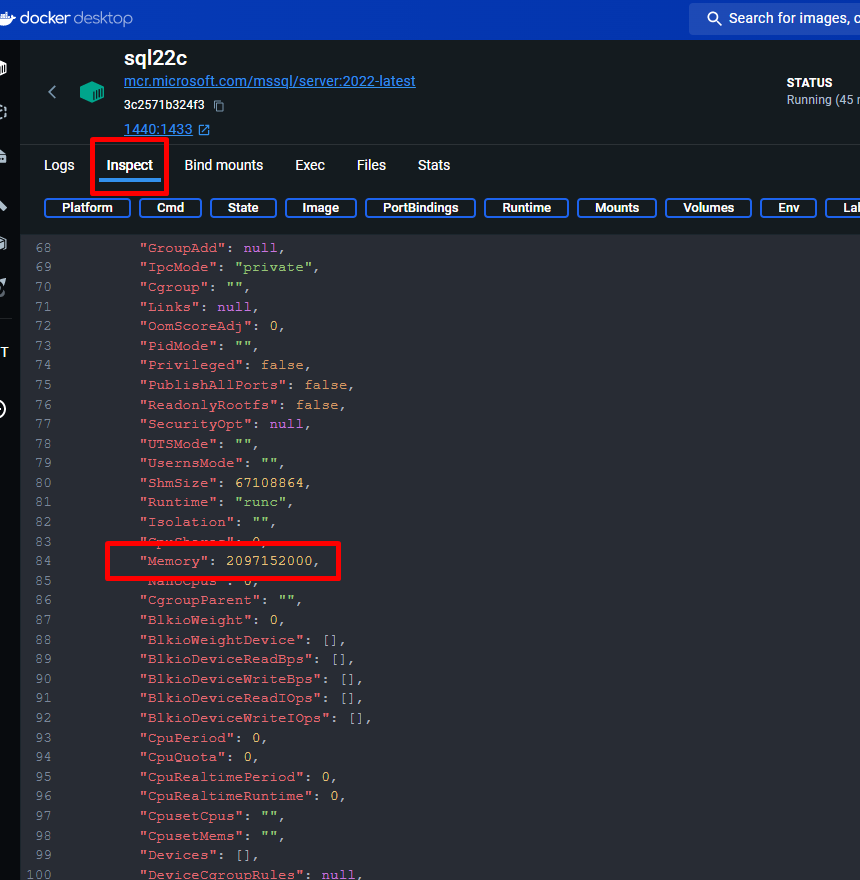 docker desktop
Search for images, c
sql22c
mcr.microsoft.com/mssql/server:2022-latest
3c2571b324f3
1440:1433
STATUS
Running (45 m
Logs Inspect Bind mounts Exec Files Stats
Platform Cmd State Image PortBindings Runtime Mounts Volumes Env Lal
68 "GroupAdd": null,
69 "IpcMode": "private",
70 "Cgroup": "",
71 "Links": null,
72 "OomScoreAdj": 0,
73 "PidMode": "",
74 "Privileged": false,
75 "PublishAllPorts": false,
76 "ReadonlyRootfs": false,
77 "SecurityOpt": null,
78 "UTSMode": "",
79 "UsernsMode": "",
80 "ShmSize": 67108864,
81 "Runtime": "runc",
82 "Isolation": "",
83 "CpuShares": 0,
84 "Memory": 2097152000,
85 "NanoCpus": 0,
86 "CgroupParent": "",
87 "BlkioWeight": 0,
88 "BlkioWeightDevice": [],
89 "BlkioDeviceReadBps": [],
90 "BlkioDeviceWriteBps": [],
91 "BlkioDeviceReadIOps": [],
92 "BlkioDeviceWriteIOps": [],
93 "CpuPeriod": 0,
94 "CpuQuota": 0,
95 "CpuRealtimePeriod": 0,
96 "CpuRealtimeRuntime": 0,
97 "CpusetCpus": "",
98 "CpusetMems": "",
99 "Devices": [],
100 "DeviceCgroupRules": null,
T